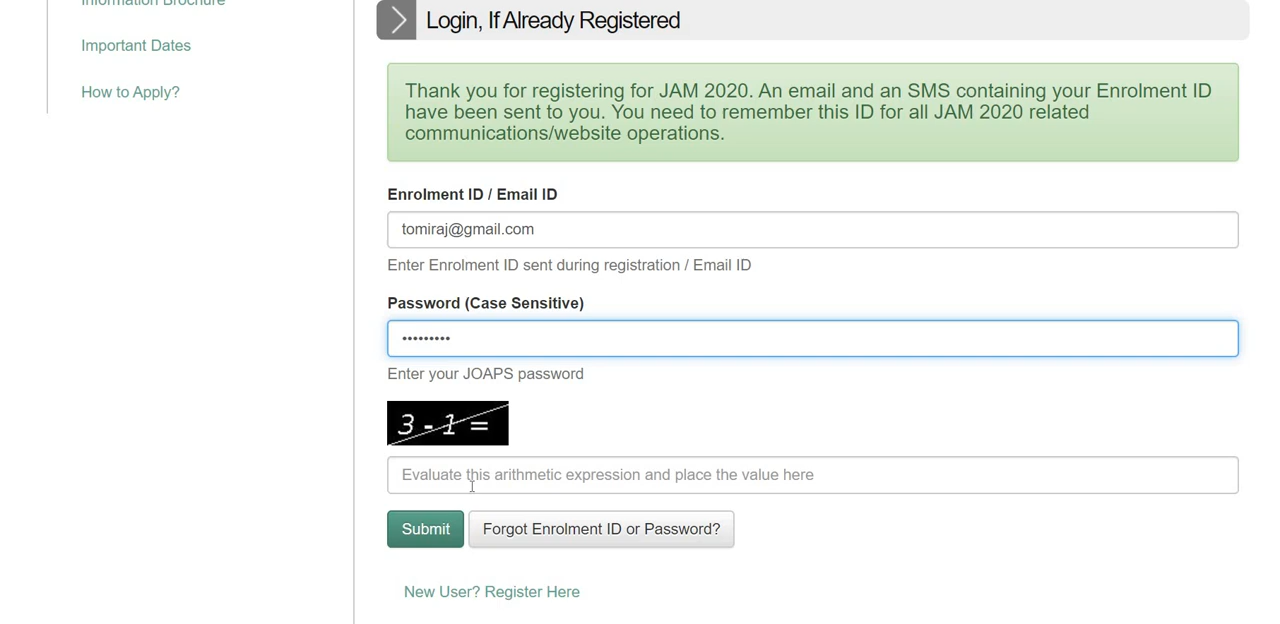 Information Brochure
Important Dates
How to Apply?
Login, If Already Registered
Thank you for registering for JAM 2020. An email and an SMS containing your Enrolment ID
have been sent to you. You need to remember this ID for all JAM 2020 related
communications/website operations.
Enrolment ID / Email ID
tomiraj@gmail.com
Enter Enrolment ID sent during registration / Email ID
Password (Case Sensitive)
•••••••••
Enter your JOAPS password
3 - 1 =
Evaluate this arithmetic expression and place the value here
Submit
Forgot Enrolment ID or Password?
New User? Register Here